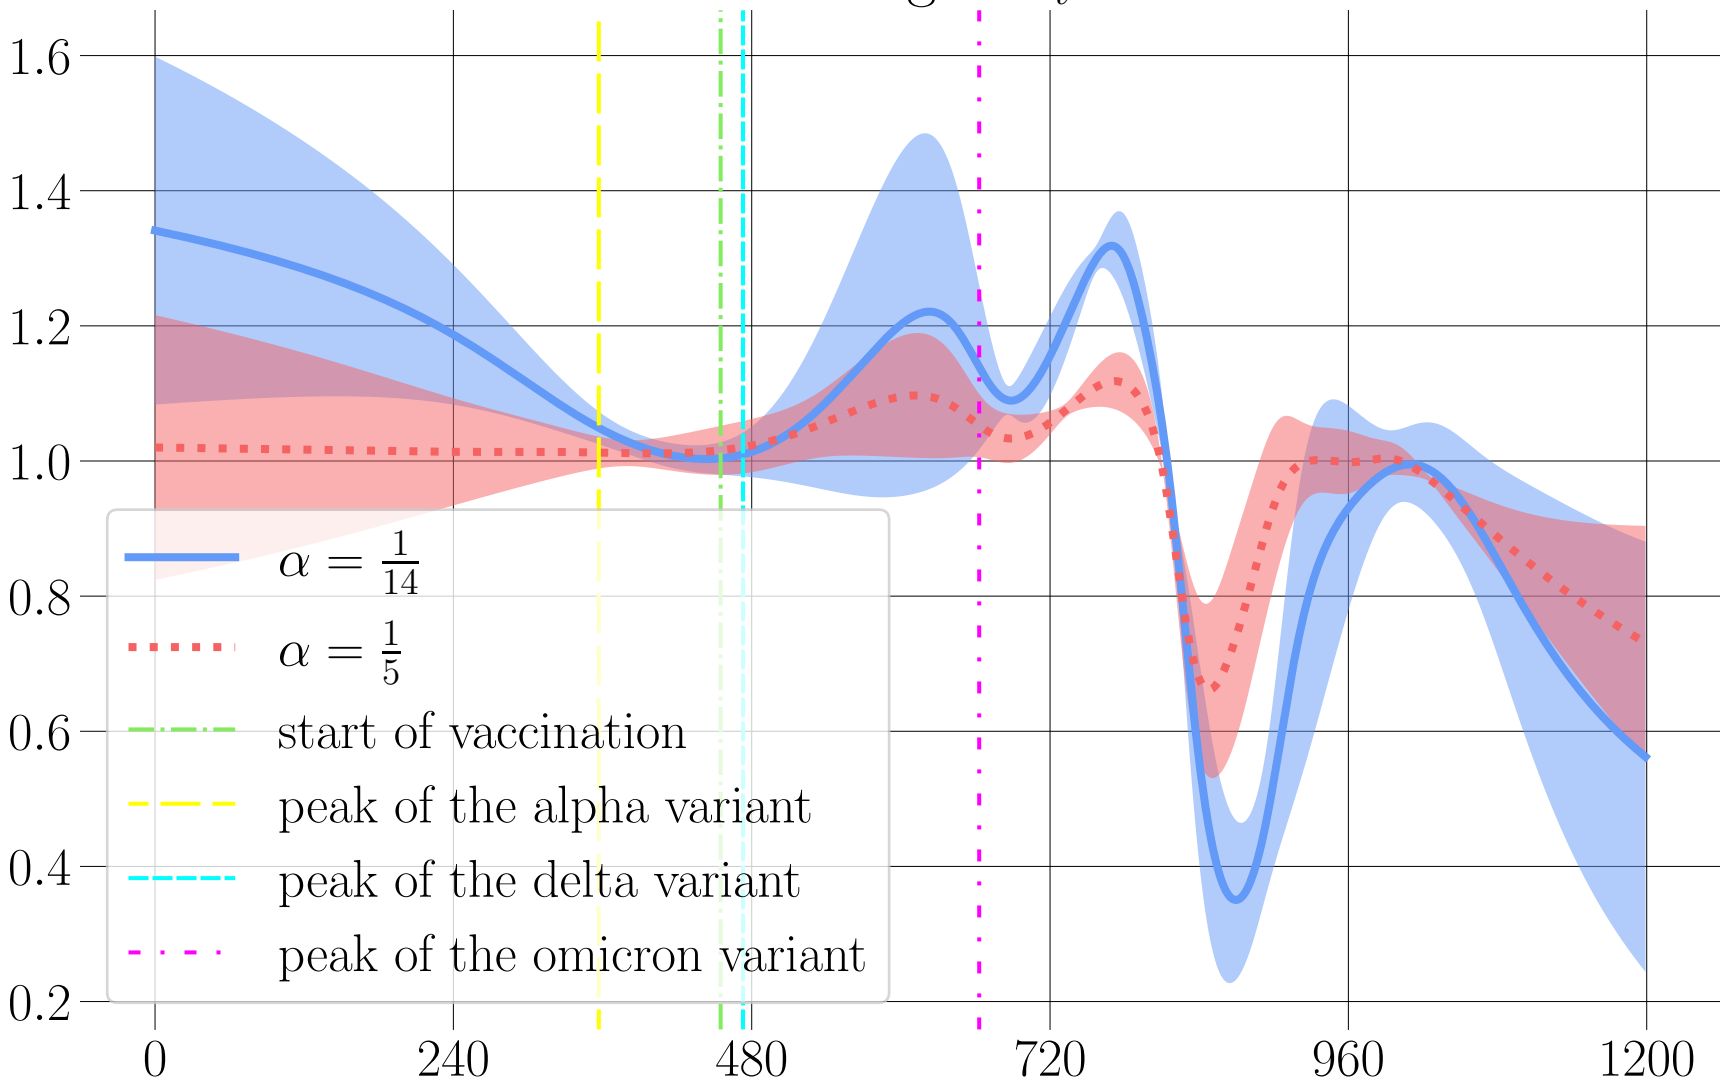 1.6
1.4
1.2
1.0
0.8
0.6
0.4
0.2
α = 1/14
α = 1/5
start of vaccination
peak of the alpha variant
peak of the delta variant
peak of the omicron variant
0 240 480 720 960 1200